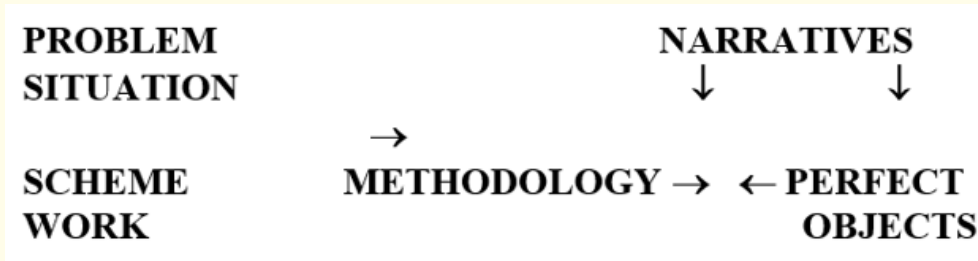 PROBLEM NARRATIVES
SITUATION ↓ ↓
→
SCHEME METHODOLOGY → ← PERFECT
WORK OBJECTS